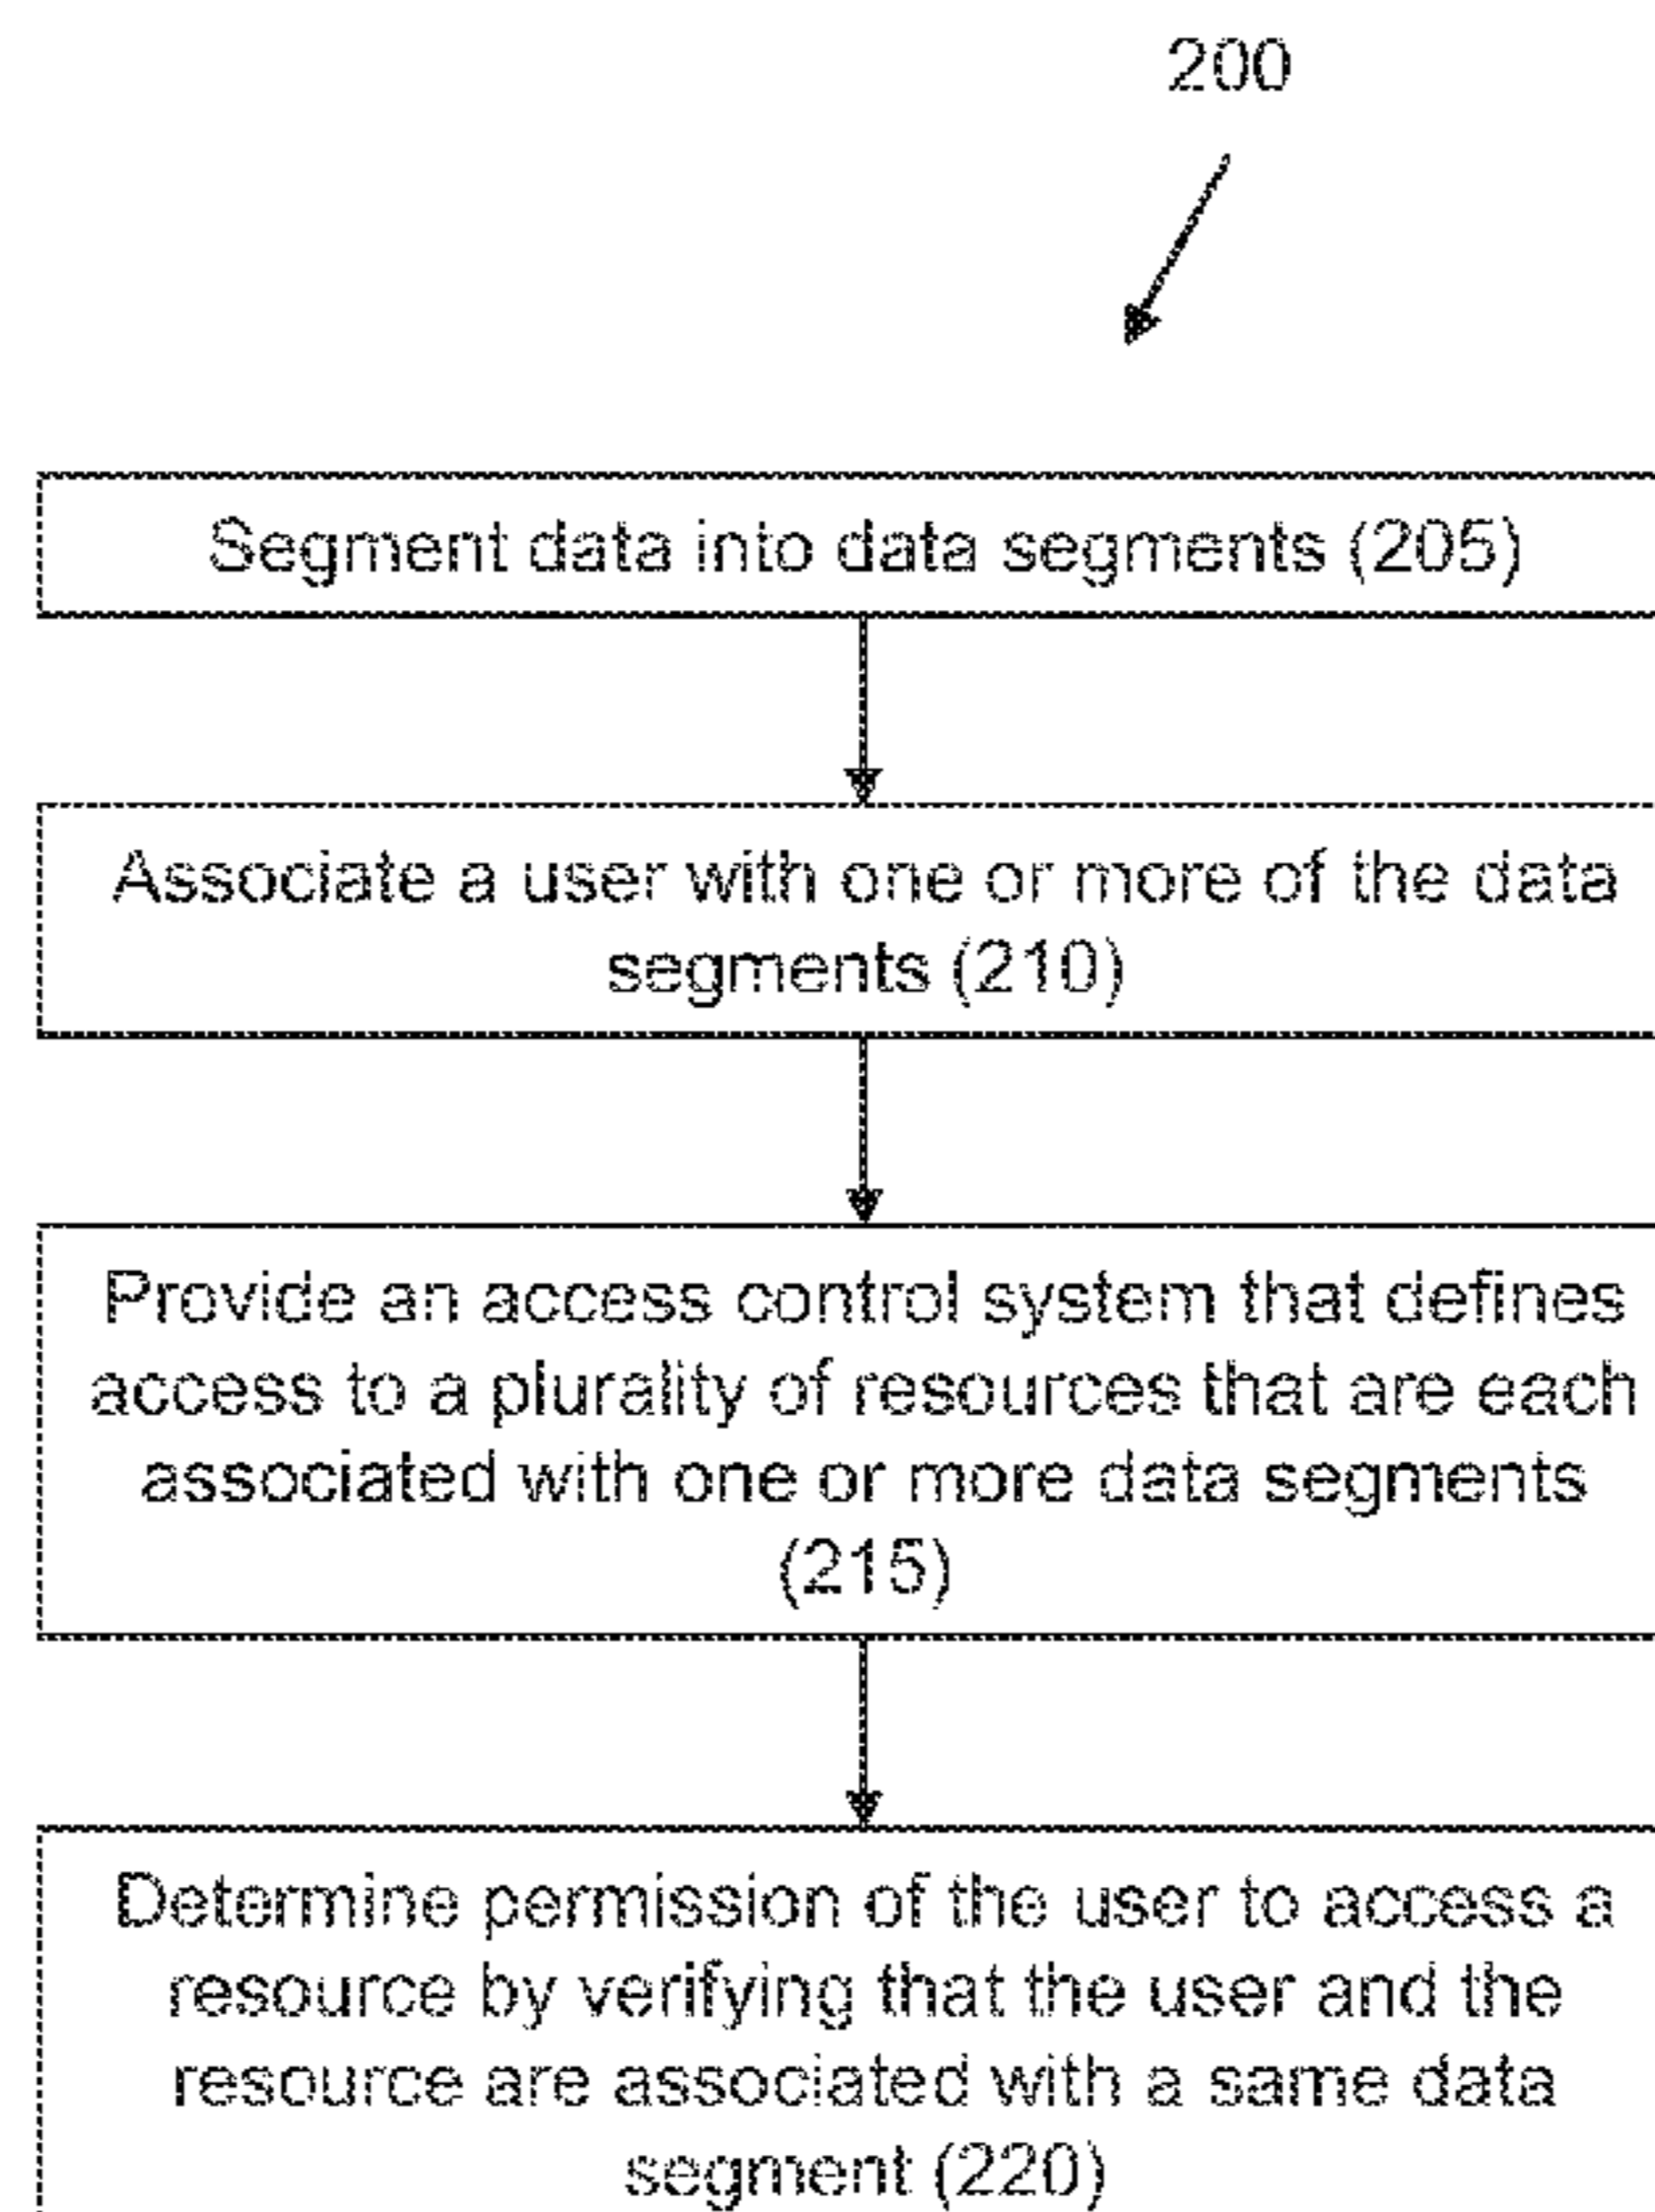 200
Segment data into data segments (205)
Associate a user with one or more of the data
segments (210)
Provide an access control system that defines
access to a plurality of resources that are each
associated with one or more data segments
(215)
Determine permission of the user to access a
resource by verifying that the user and the
resource are associated with a same data
segment (220)